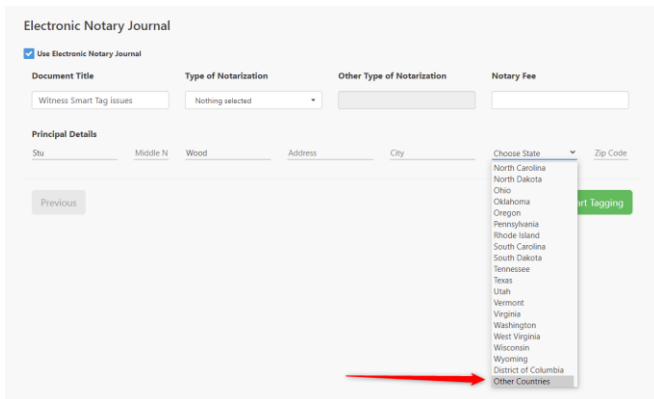 Electronic Notary Journal
Use Electronic Notary Journal
Document Title Type of Notarization Other Type of Notarization Notary Fee
Witness Smart Tag issues Nothing selected
Principal Details
Stu Middle N Wood Address City Choose State Zip Code
North Carolina
North Dakota
Ohio
Oklahoma
Previous
rt Tagging
Oregon
Pennsylvania
Rhode Island
South Carolina
South Dakota
Tennessee
Texas
Utah
Vermont
Virginia
Washington
West Virginia
Wisconsin
Wyoming
District of Columbia
Other Countries